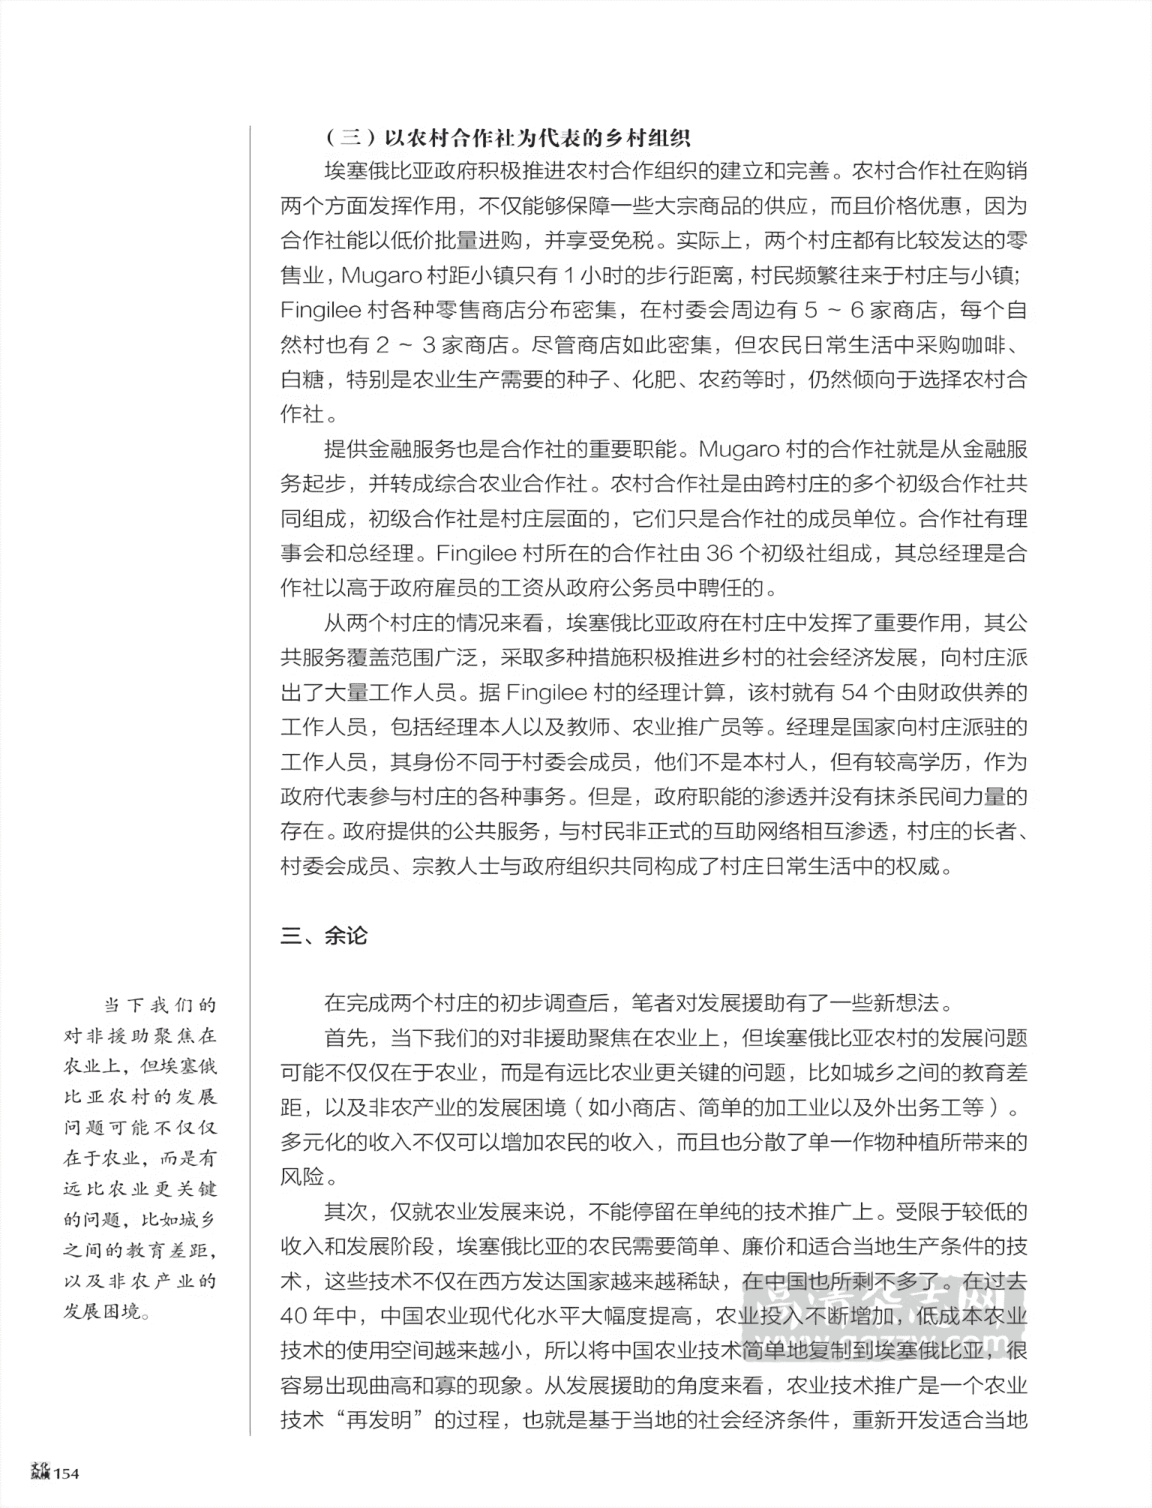 （三）以农村合作社为代表的乡村组织
埃塞俄比亚政府积极推进农村合作组织的建立和完善。农村合作社在购销
两个方面发挥作用，不仅能够保障一些大宗商品的供应，而且价格优惠，因为
合作社能以低价批量进购，并享受免税。实际上，两个村庄都有比较发达的零
售业，Mugaro 村距小镇只有 1 小时的步行距离，村民频繁往来于村庄与小镇；
Fingilee 村各种零售商店分布密集，在村委会周边有 5 ～ 6 家商店，每个自
然村也有 2 ～ 3 家商店。尽管商店如此密集，但农民日常生活中采购咖啡、
白糖，特别是农业生产需要的种子、化肥、农药等时，仍然倾向于选择农村合
作社。
提供金融服务也是合作社的重要职能。Mugaro 村的合作社就是从金融服
务起步，并转成综合农业合作社。农村合作社是由跨村庄的多个初级合作社共
同组成，初级合作社是村庄层面的，它们只是合作社的成员单位。合作社有理
事会和总经理。Fingilee 村所在的合作社由 36 个初级社组成，其总经理是合
作社以高于政府雇员的工资从政府公务员中聘任的。
从两个村庄的情况来看，埃塞俄比亚政府在村庄中发挥了重要作用，其公
共服务覆盖范围广泛，采取多种措施积极推进乡村的社会经济发展，向村庄派
出了大量工作人员。据 Fingilee 村的经理计算，该村就有 54 个由财政供养的
工作人员，包括经理本人以及教师、农业推广员等。经理是国家向村庄派驻的
工作人员，其身份不同于村委会成员，他们不是本村人，但有较高学历，作为
政府代表参与村庄的各种事务。但是，政府职能的渗透并没有抹杀民间力量的
存在。政府提供的公共服务，与村民非正式的互助网络相互渗透，村庄的长者、
村委会成员、宗教人士与政府组织共同构成了村庄日常生活中的权威。
三、余论
在完成两个村庄的初步调查后，笔者对发展援助有了一些新想法。
首先，当下我们的对非援助聚焦在农业上，但埃塞俄比亚农村的发展问题
可能不仅仅在于农业，而是有远比农业更关键的问题，比如城乡之间的教育差
距，以及非农产业的发展困境（如小商店、简单的加工业以及外出务工等）。
多元化的收入不仅可以增加农民的收入，而且也分散了单一作物种植所带来的
风险。
其次，仅就农业发展来说，不能停留在单纯的技术推广上。受限于较低的
收入和发展阶段，埃塞俄比亚的农民需要简单、廉价和适合当地生产条件的技
术，这些技术不仅在西方发达国家越来越稀缺，在中国也所剩不多了。在过去
40 年中，中国农业现代化水平大幅度提高，农业投入不断增加，低成本农业
技术的使用空间越来越小，所以将中国农业技术简单地复制到埃塞俄比亚，很
容易出现曲高和寡的现象。从发展援助的角度来看，农业技术推广是一个农业
技术“再发明”的过程，也就是基于当地的社会经济条件，重新开发适合当地
当下我们的
对非援助聚焦在
农业上，但埃塞俄
比亚农村的发展
问题可能不仅仅
在于农业，而是有
远比农业更关键
的问题，比如城乡
之间的教育差距，
以及非农产业的
发展困境。
高清杂志网
www.gqzzw.com
文化
纵横 154